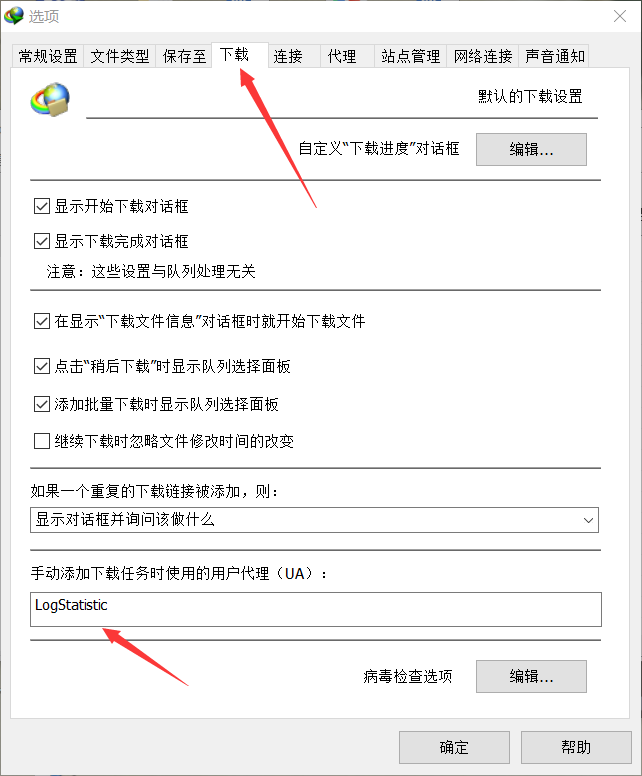 选项
常规设置 文件类型 保存至 下载 连接 代理 站点管理 网络连接 声音通知
默认的下载设置
自定义“下载进度”对话框 编辑...
显示开始下载对话框
显示下载完成对话框
注意：这些设置与队列处理无关
在显示“下载文件信息”对话框时就开始下载文件
点击“稍后下载”时显示队列选择面板
添加批量下载时显示队列选择面板
继续下载时忽略文件修改时间的改变
如果一个重复的下载链接被添加，则：
显示对话框并询问该做什么
手动添加下载任务时使用的用户代理（UA）：
LogStatistic
病毒检查选项 编辑...
确定 帮助